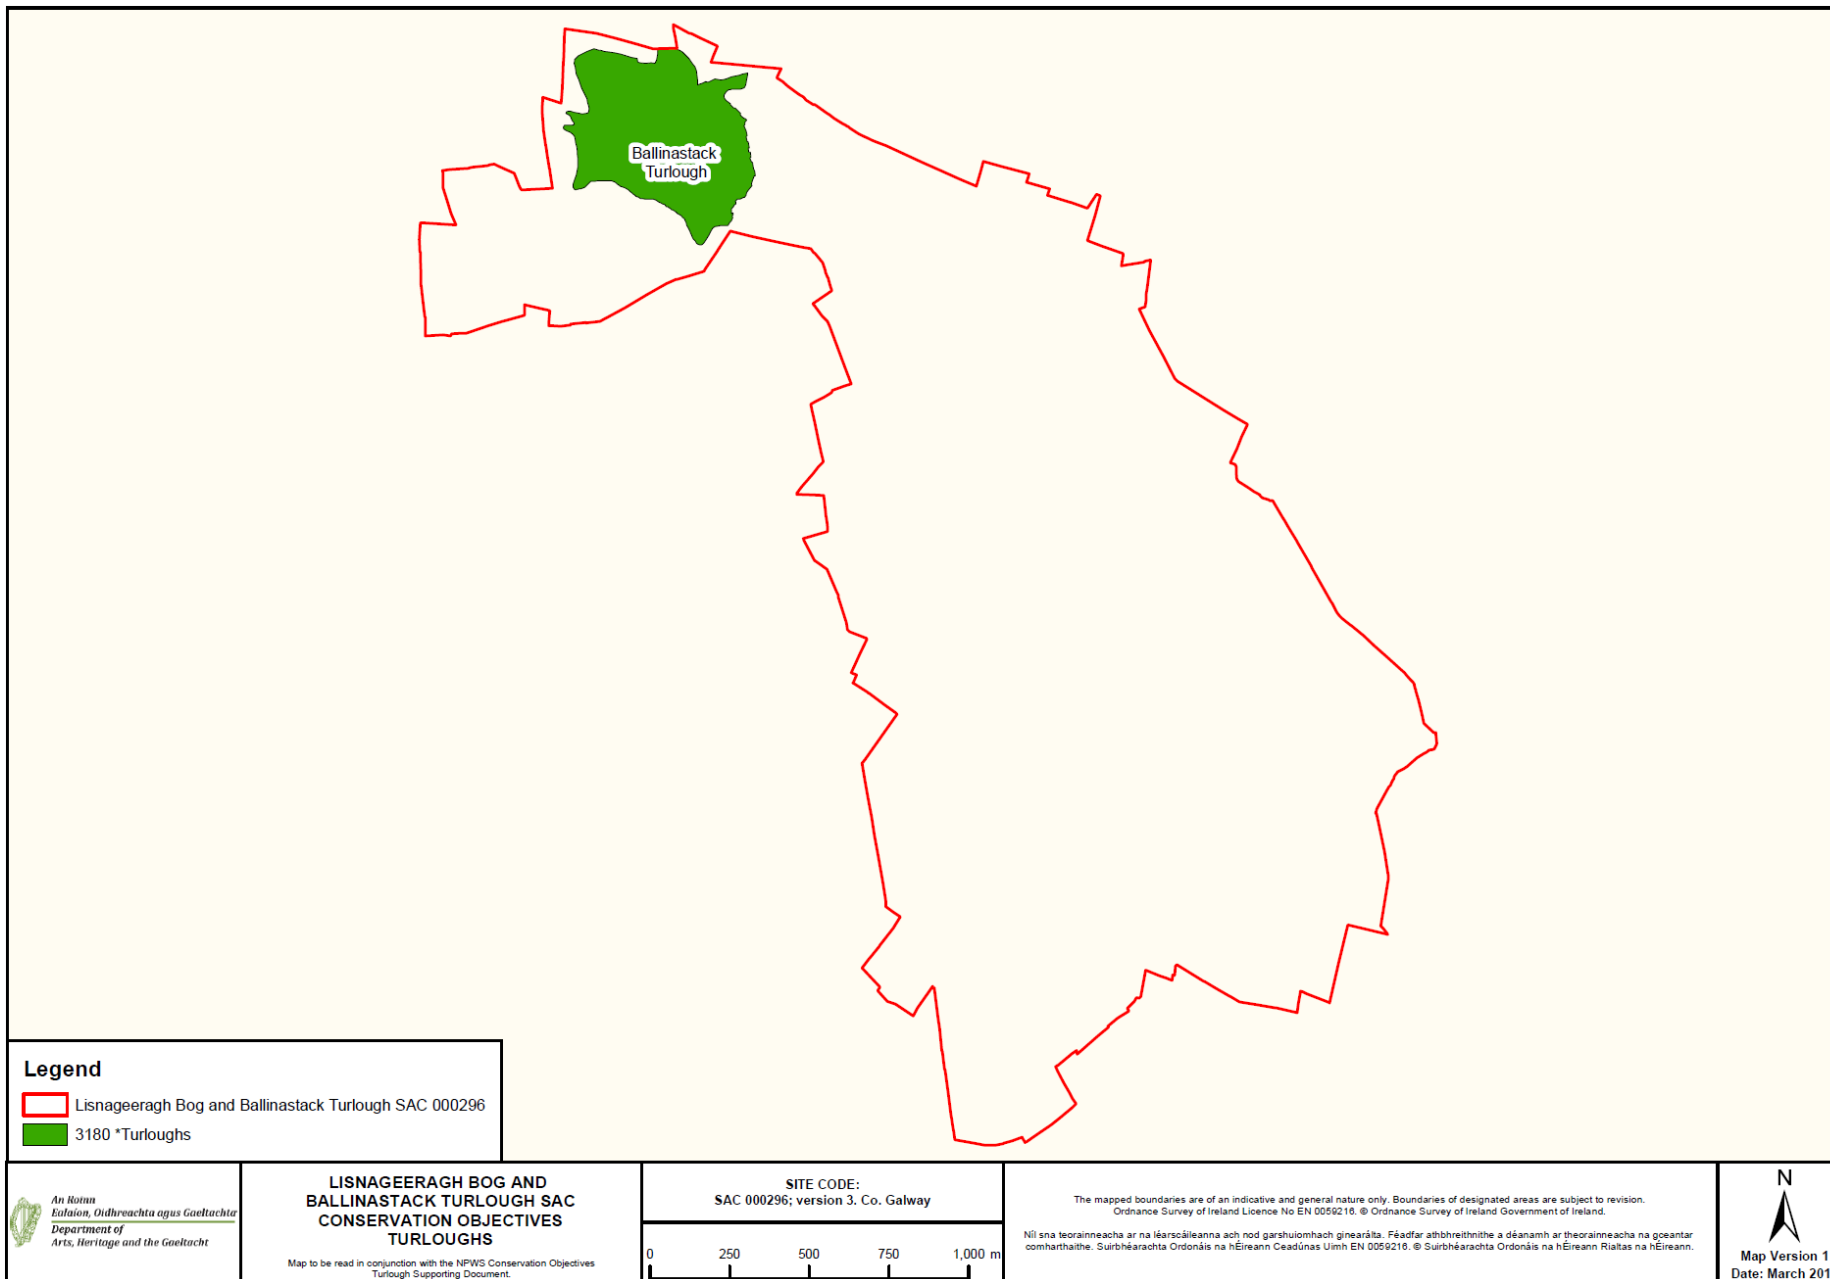 Ballinastack
Turlough
Legend
Lisnageeragh Bog and Ballinastack Turlough SAC 000296
3180 *Turloughs
An Roinn
Ealaíon, Oidhreachta agus Gaeltachta
Department of
Arts, Heritage and the Gaeltacht
LISNAGEERAGH BOG AND
BALLINASTACK TURLOUGH SAC
CONSERVATION OBJECTIVES
TURLOUGHS
Map to be read in conjunction with the NPWS Conservation Objectives
Turlough Supporting Document.
SITE CODE:
SAC 000296; version 3. Co. Galway
0 250 500 750 1,000 m
The mapped boundaries are of an indicative and general nature only. Boundaries of designated areas are subject to revision.
Ordnance Survey of Ireland Licence No EN 0059216. © Ordnance Survey of Ireland Government of Ireland.
Níl sna teorainneacha ar na léarscáileanna ach nod garshuiomhach ginearálta. Féadfar athbhreithnithe a déanamh ar theorainneacha na gceantar
comharthaithe. Suirbhéarachta Ordonáis na hÉireann Ceadúnas Uimh EN 0059216. © Suirbhéarachta Ordonáis na hÉireann Rialtas na hÉireann.
N
Map Version 1
Date: March 201